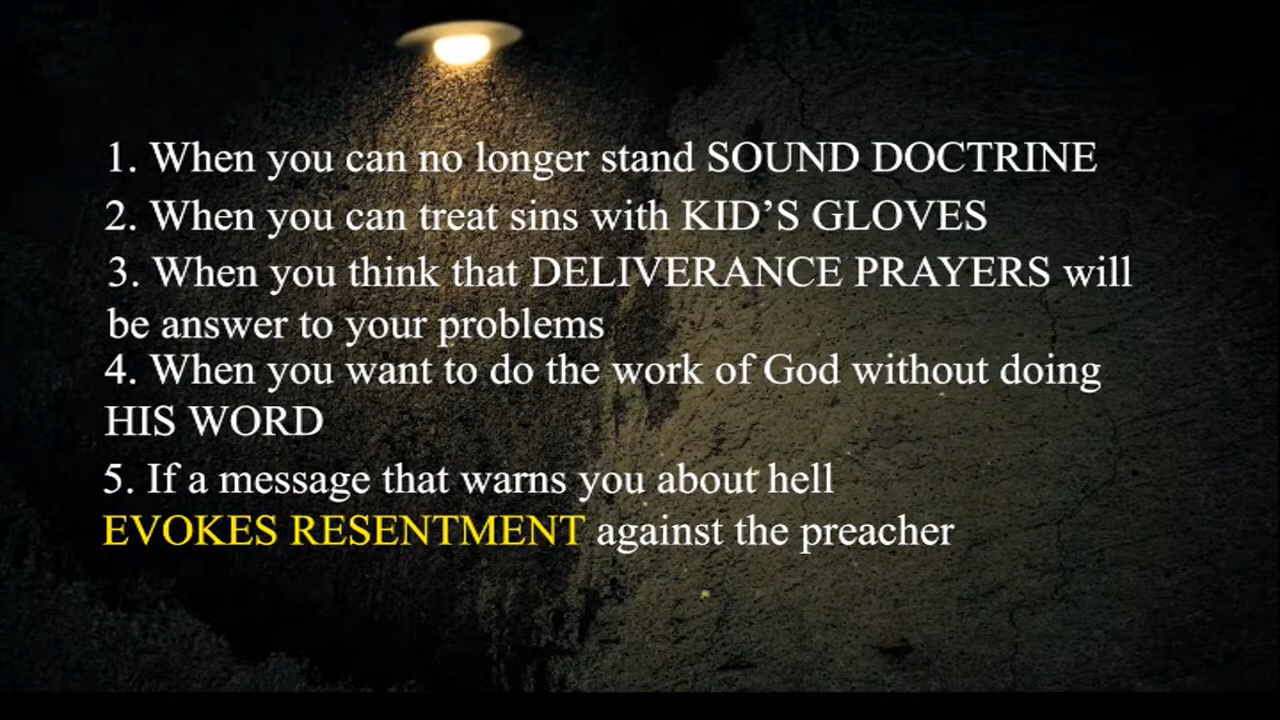 1. When you can no longer stand SOUND DOCTRINE
2. When you can treat sins with KID’S GLOVES
3. When you think that DELIVERANCE PRAYERS will
be answer to your problems
4. When you want to do the work of God without doing
HIS WORD
5. If a message that warns you about hell
EVOKES RESENTMENT against the preacher